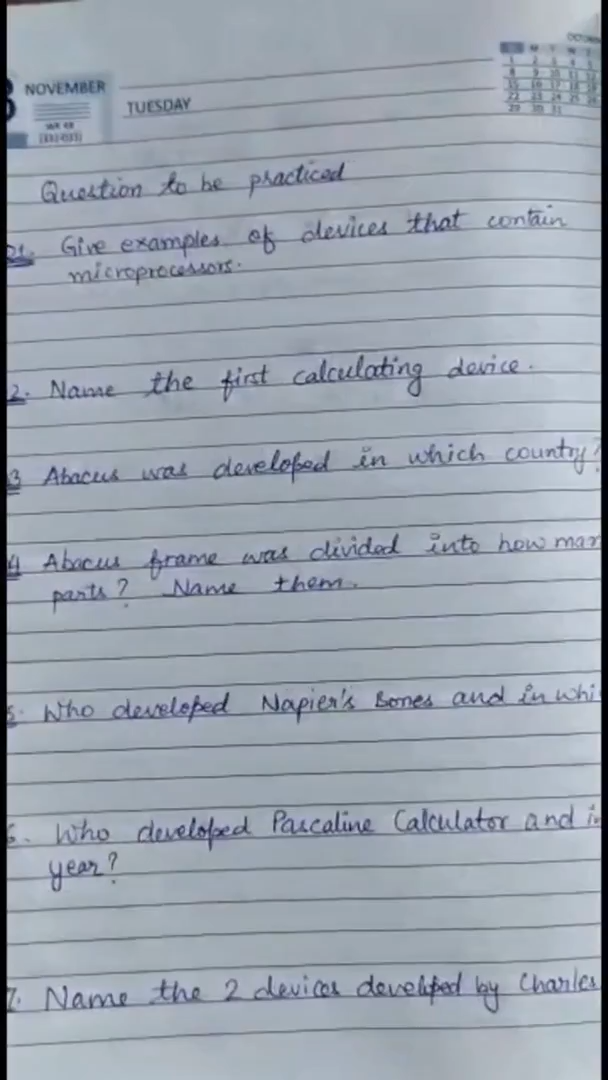 NOVEMBER
TUESDAY
Question to be practiced
Q1. Give examples of devices that contain
microprocessors.
2. Name the first calculating device.
3 Abacus was developed in which country?
4 Abacus frame was divided into how man
parts? Name them.
5. Who developed Napier's Bones and in whi
6. Who developed Pascaline Calculator and i
year?
7. Name the 2 devices developed by Charles